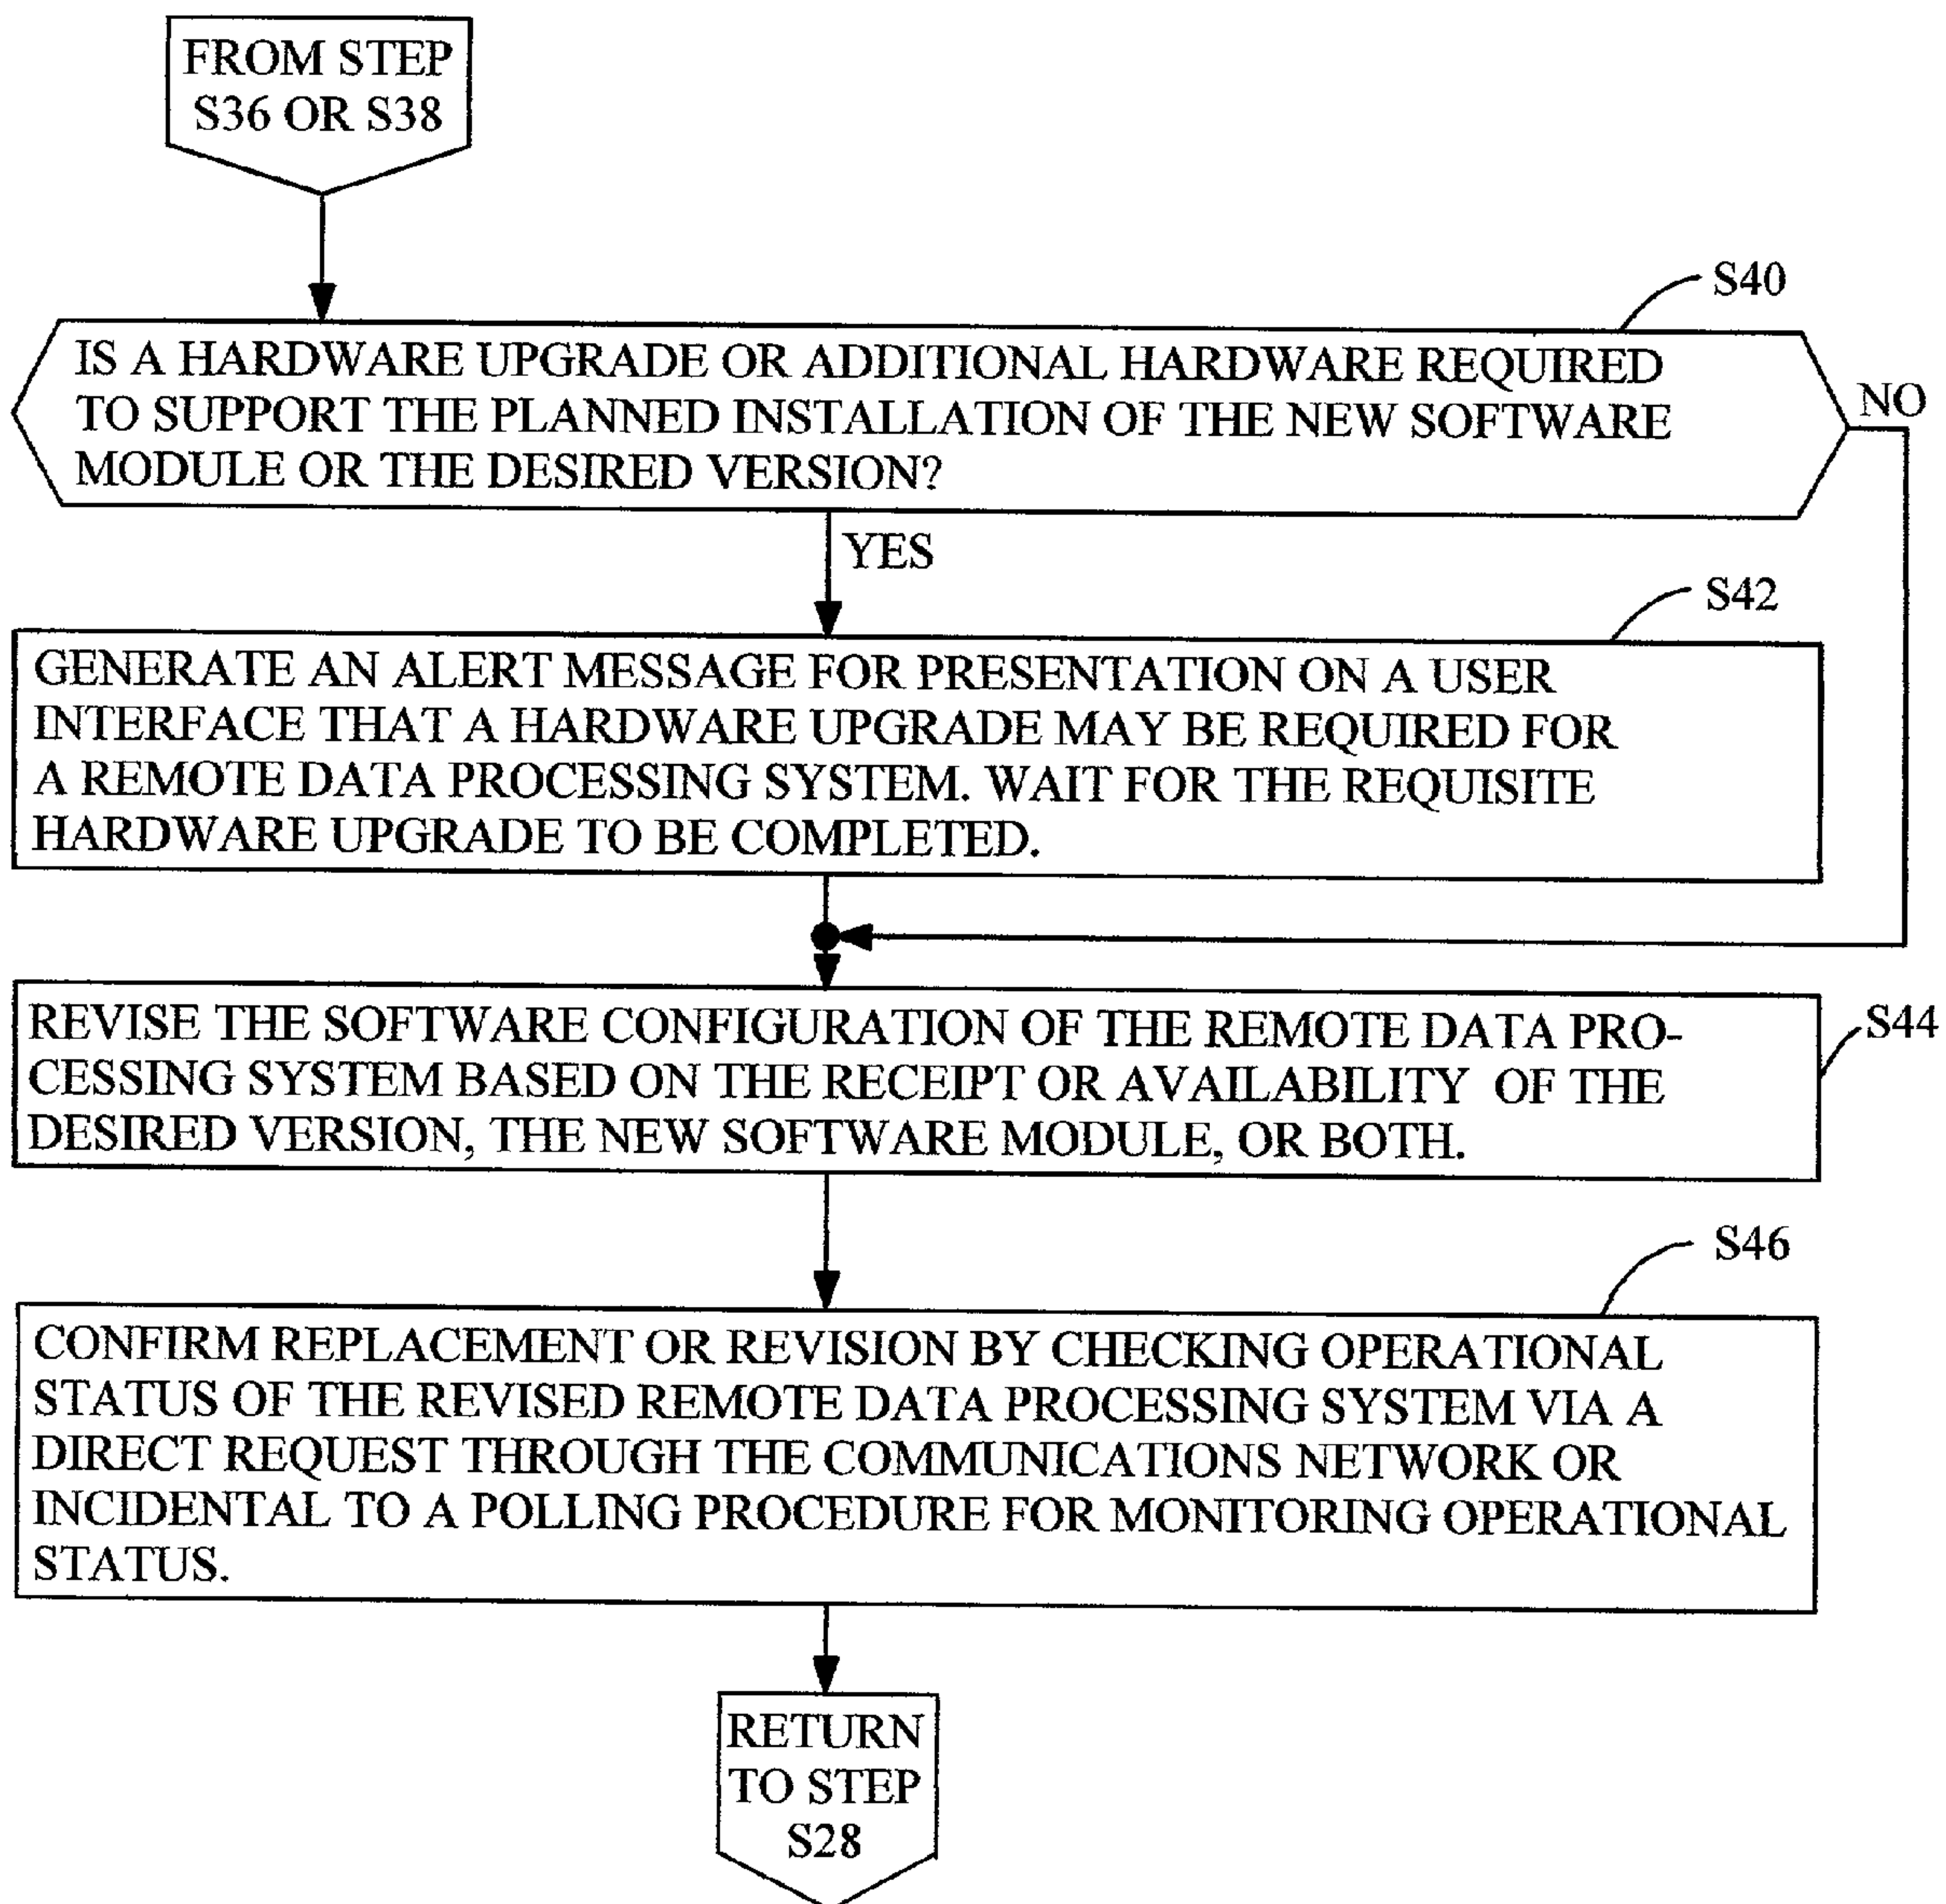 FROM STEP
S36 OR S38
S40
IS A HARDWARE UPGRADE OR ADDITIONAL HARDWARE REQUIRED
TO SUPPORT THE PLANNED INSTALLATION OF THE NEW SOFTWARE
MODULE OR THE DESIRED VERSION?
NO
YES
S42
GENERATE AN ALERT MESSAGE FOR PRESENTATION ON A USER
INTERFACE THAT A HARDWARE UPGRADE MAY BE REQUIRED FOR
A REMOTE DATA PROCESSING SYSTEM. WAIT FOR THE REQUISITE
HARDWARE UPGRADE TO BE COMPLETED.
REVISE THE SOFTWARE CONFIGURATION OF THE REMOTE DATA PRO-
CESSING SYSTEM BASED ON THE RECEIPT OR AVAILABILITY OF THE
DESIRED VERSION, THE NEW SOFTWARE MODULE, OR BOTH.
S44
S46
CONFIRM REPLACEMENT OR REVISION BY CHECKING OPERATIONAL
STATUS OF THE REVISED REMOTE DATA PROCESSING SYSTEM VIA A
DIRECT REQUEST THROUGH THE COMMUNICATIONS NETWORK OR
INCIDENTAL TO A POLLING PROCEDURE FOR MONITORING OPERATIONAL
STATUS.
RETURN
TO STEP
S28